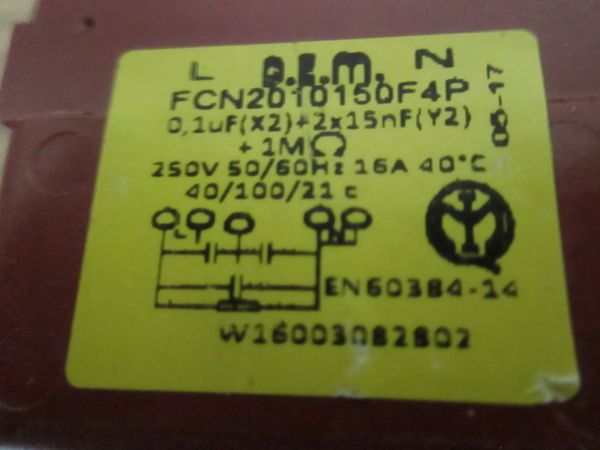 L D.E.M. N
FCN2010150F4P
0,1uF(X2)+2x15nF(Y2)
+ 1MΩ
250V 50/60Hz 16A 40°C
40/100/21 c
05-17
L
EN60384-14
W16003082802